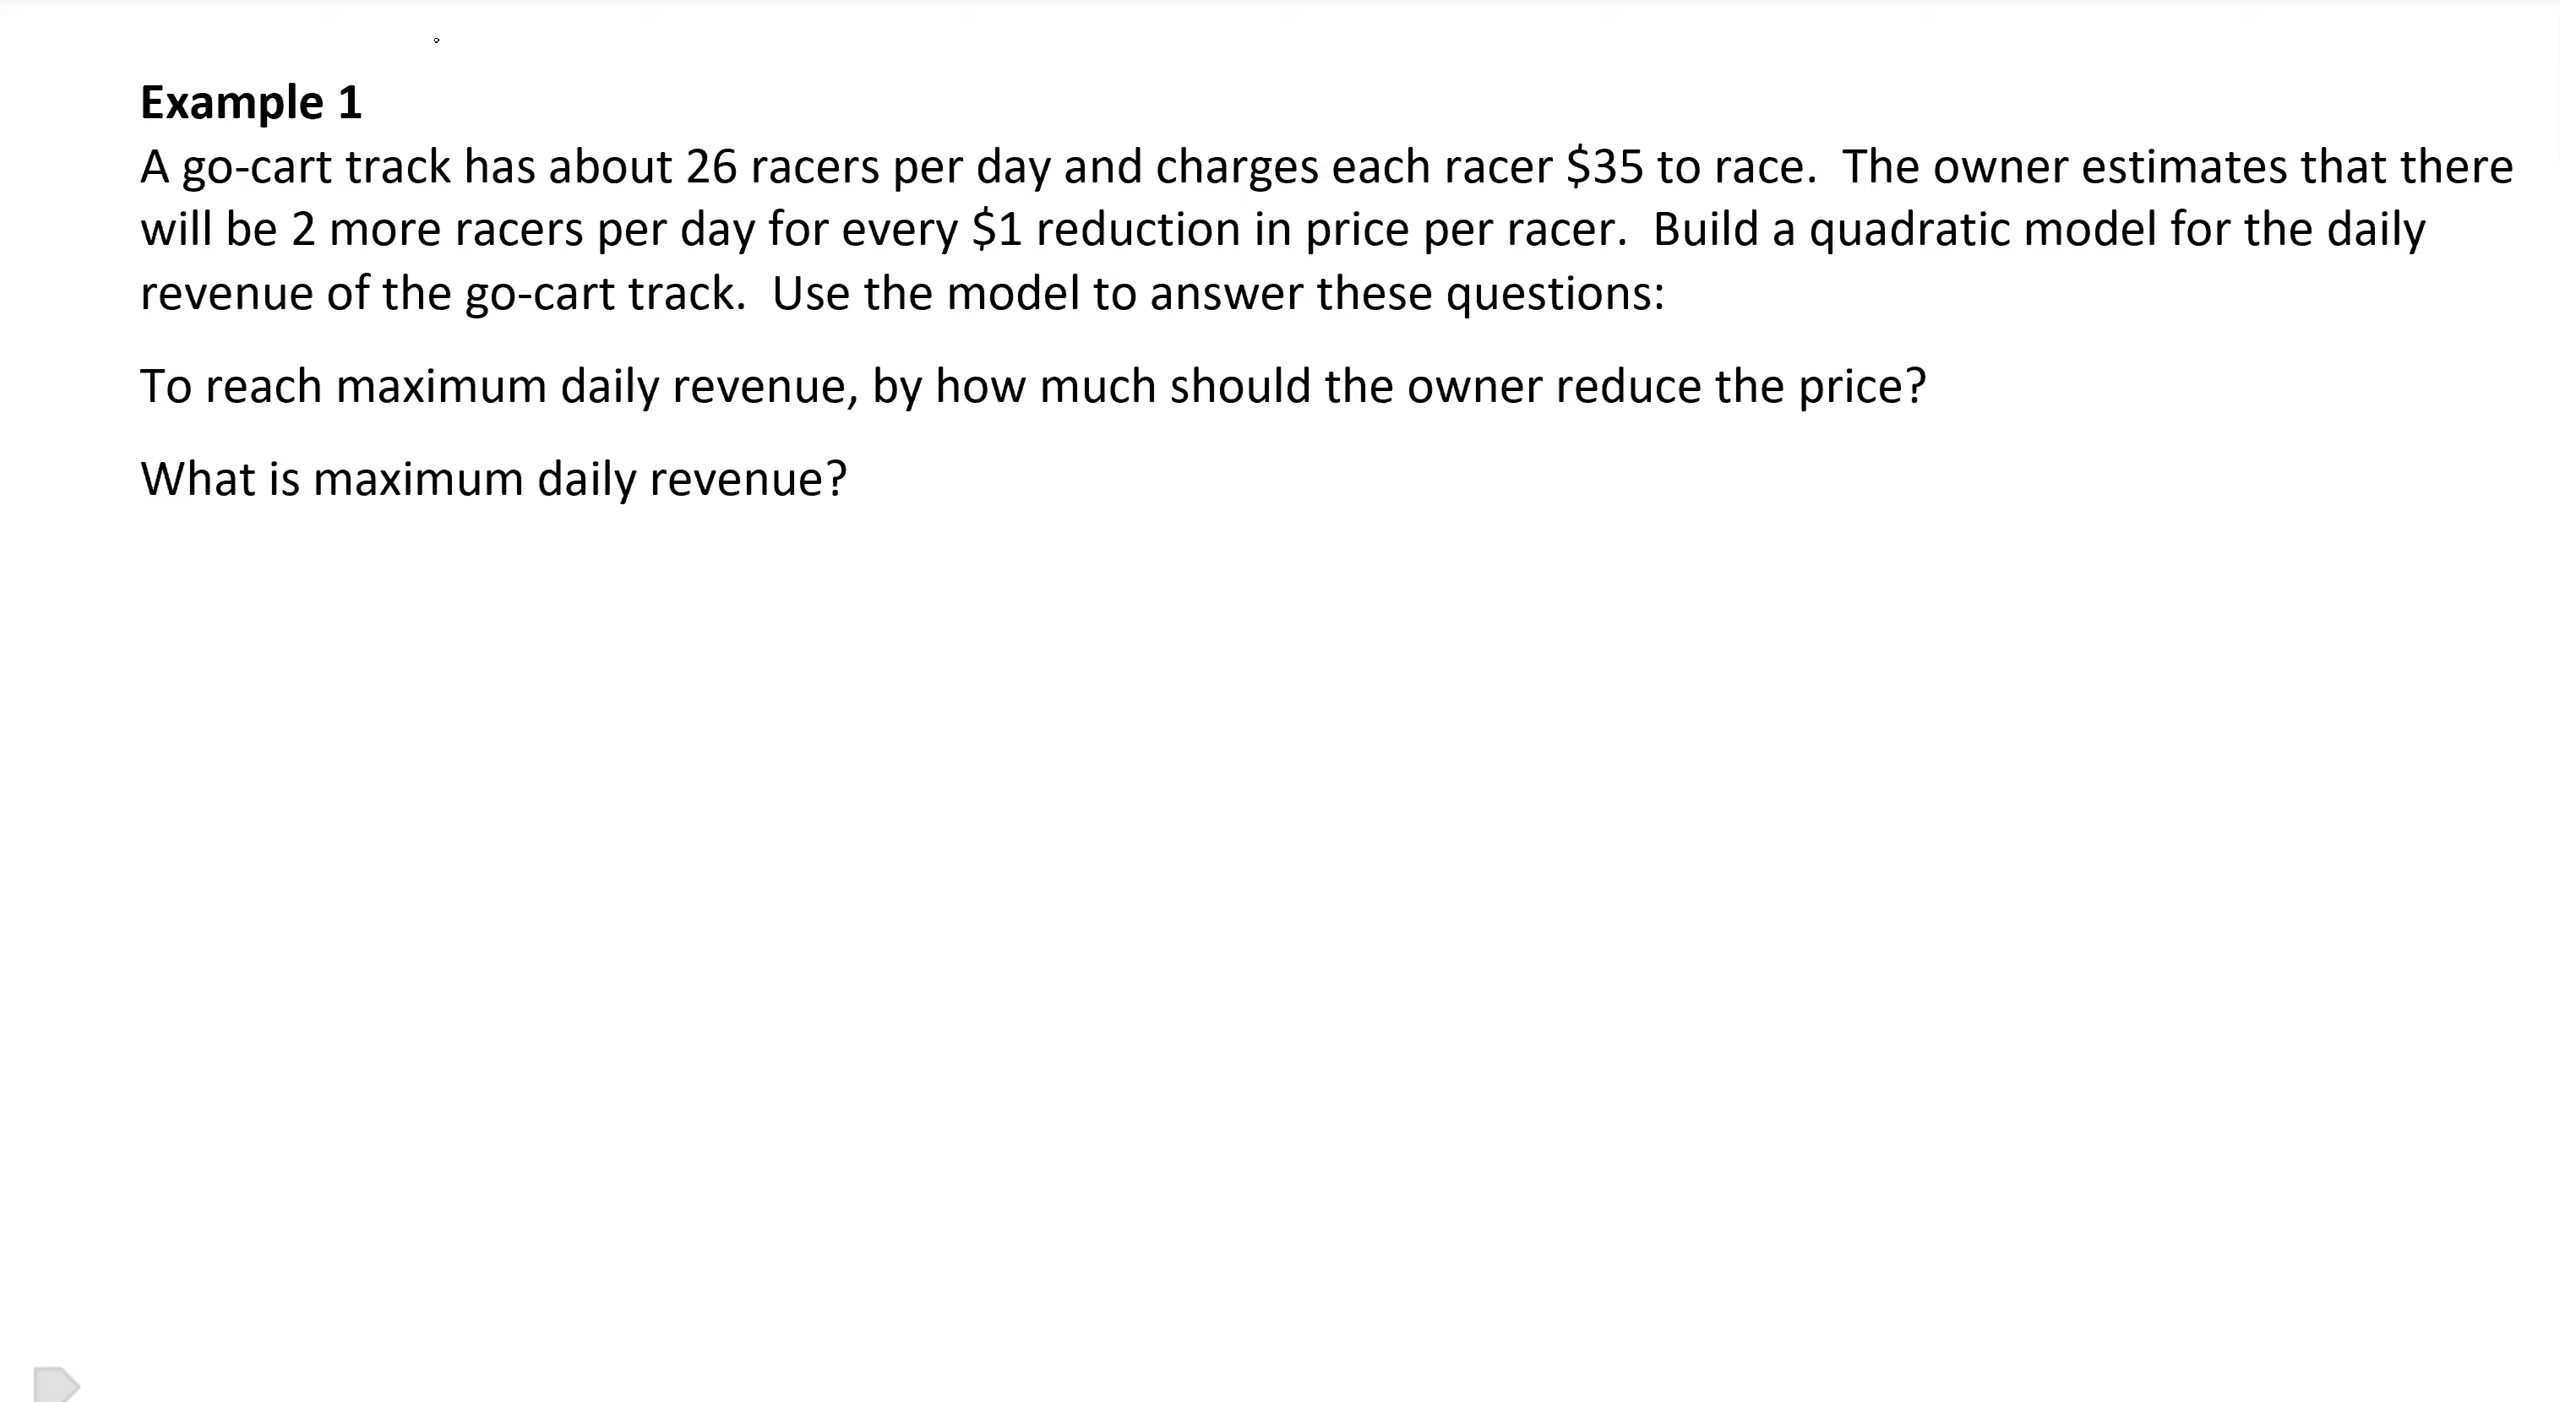 Example 1
A go-cart track has about 26 racers per day and charges each racer $35 to race.  The owner estimates that there
will be 2 more racers per day for every $1 reduction in price per racer.  Build a quadratic model for the daily
revenue of the go-cart track.  Use the model to answer these questions:
To reach maximum daily revenue, by how much should the owner reduce the price?
What is maximum daily revenue?